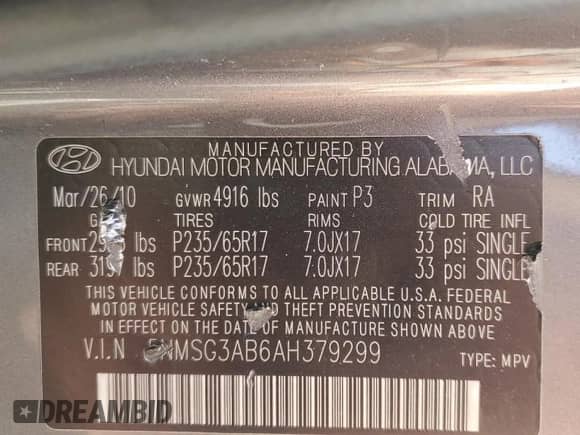 MANUFACTURED BY
HYUNDAI MOTOR MANUFACTURING ALABAMA, LLC
Mar/26/10 GVWR 4916 lbs PAINT P3 TRIM RA
TIRES RIMS COLD TIRE INFL
FRONT lbs P235/65R17 7.0JX17 33 psi SINGLE
REAR lbs P235/65R17 7.0JX17 33 psi SINGLE
THIS VEHICLE CONFORMS TO ALL APPLICABLE U.S.A. FEDERAL
MOTOR VEHICLE SAFETY AND THEFT PREVENTION STANDARDS
IN EFFECT ON THE DATE OF MANUFACTURE SHOWN ABOVE.
V.I.N NMSG3AB6AH379299 TYPE: MPV
DREAMBID